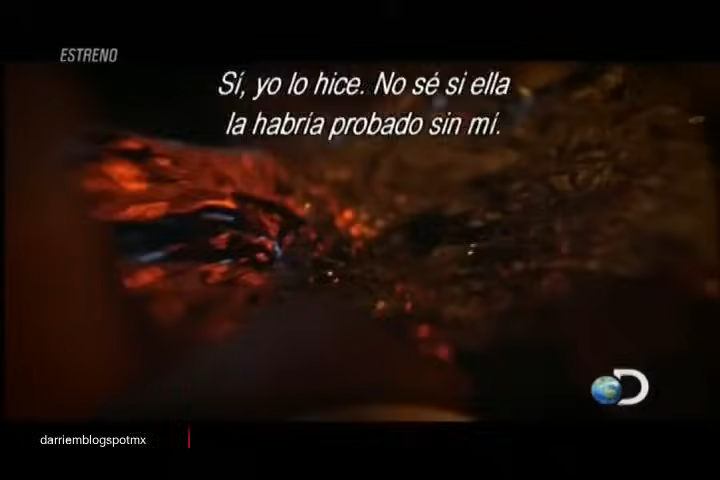 ESTRENO
Sí, yo lo hice. No sé si ella
la habría probado sin mí.
D
darriemblogspotmx